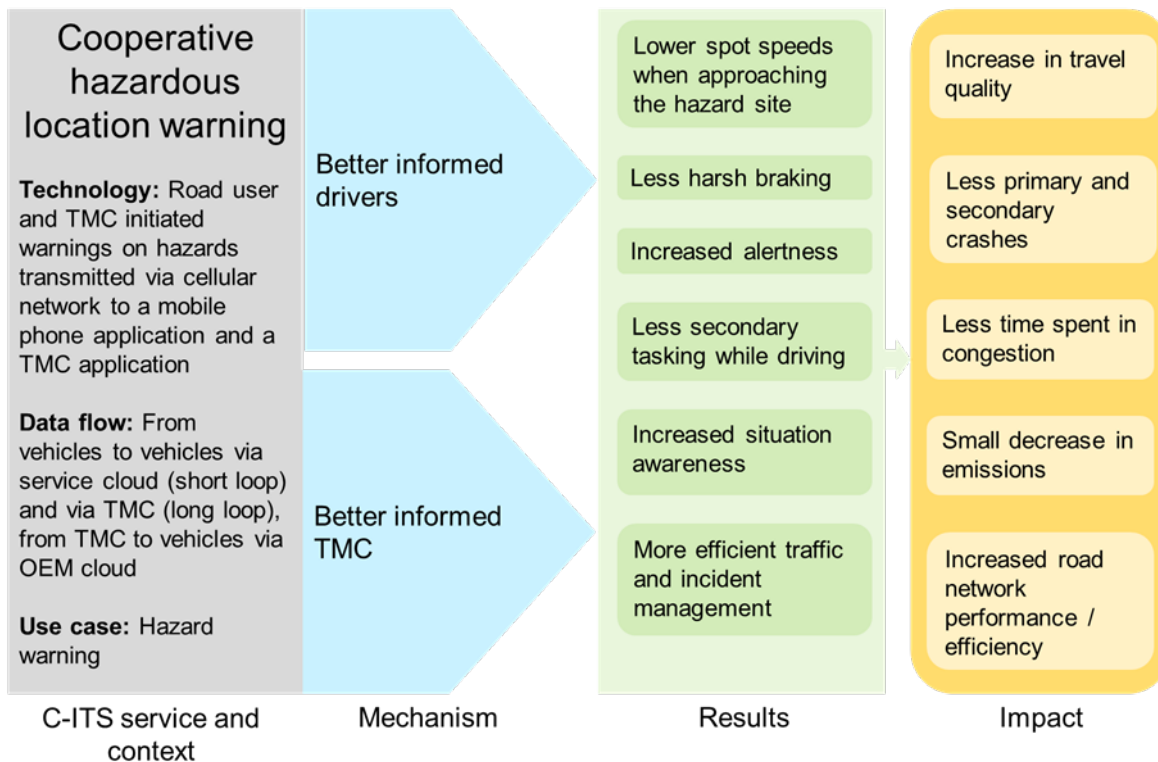 Cooperative
hazardous
location warning
Technology: Road user
and TMC initiated
warnings on hazards
transmitted via cellular
network to a mobile
phone application and a
TMC application
Data flow: From
vehicles to vehicles via
service cloud (short loop)
and via TMC (long loop),
from TMC to vehicles via
OEM cloud
Use case: Hazard
warning
C-ITS service and
context
Better informed
drivers
Better informed
TMC
Mechanism
Lower spot speeds
when approaching
the hazard site
Less harsh braking
Increased alertness
Less secondary
tasking while driving
Increased situation
awareness
More efficient traffic
and incident
management
Results
Increase in travel
quality
Less primary and
secondary
crashes
Less time spent in
congestion
Small decrease in
emissions
Increased road
network
performance /
efficiency
Impact